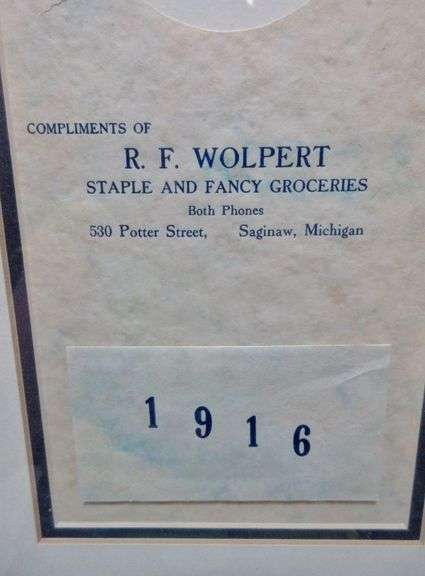 COMPLIMENTS OF
R. F. WOLPERT
STAPLE AND FANCY GROCERIES
Both Phones
530 Potter Street, Saginaw, Michigan
1916